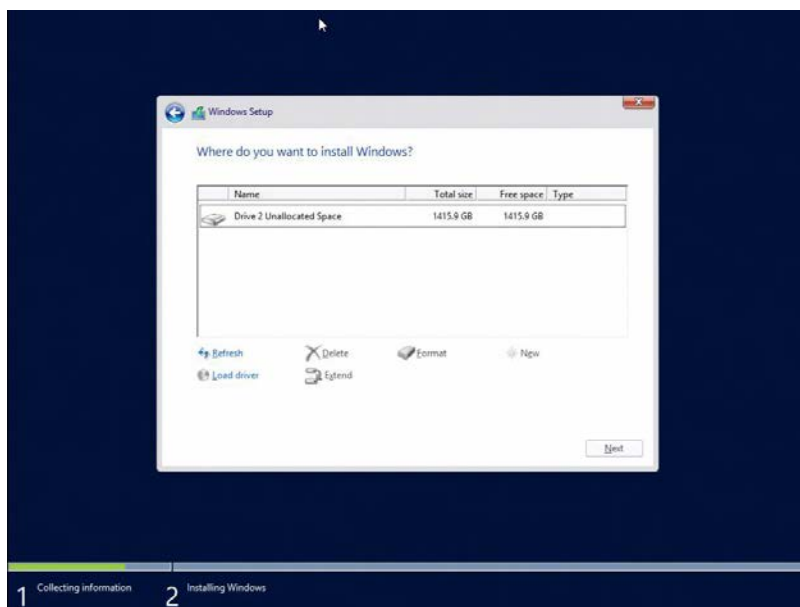 Windows Setup
Where do you want to install Windows?
Name Total size Free space Type
Drive 2 Unallocated Space 1415.9 GB 1415.9 GB
Refresh Delete Format New
Load driver Extend
Next
1 Collecting information 2 Installing Windows